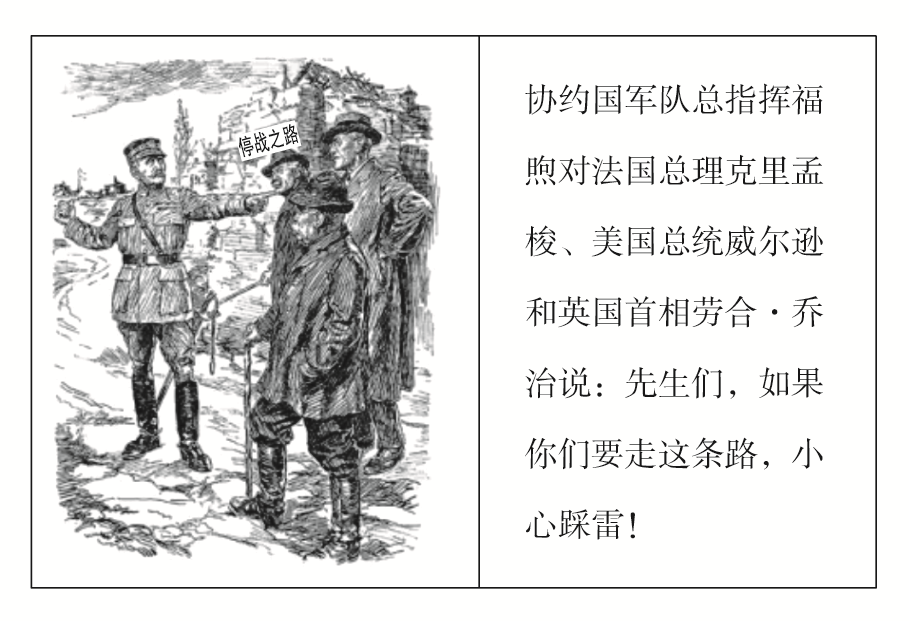 停战之路
协约国军队总指挥福
煦对法国总理克里孟
梭、美国总统威尔逊
和英国首相劳合·乔
治说：先生们，如果
你们要走这条路，小
心踩雷！